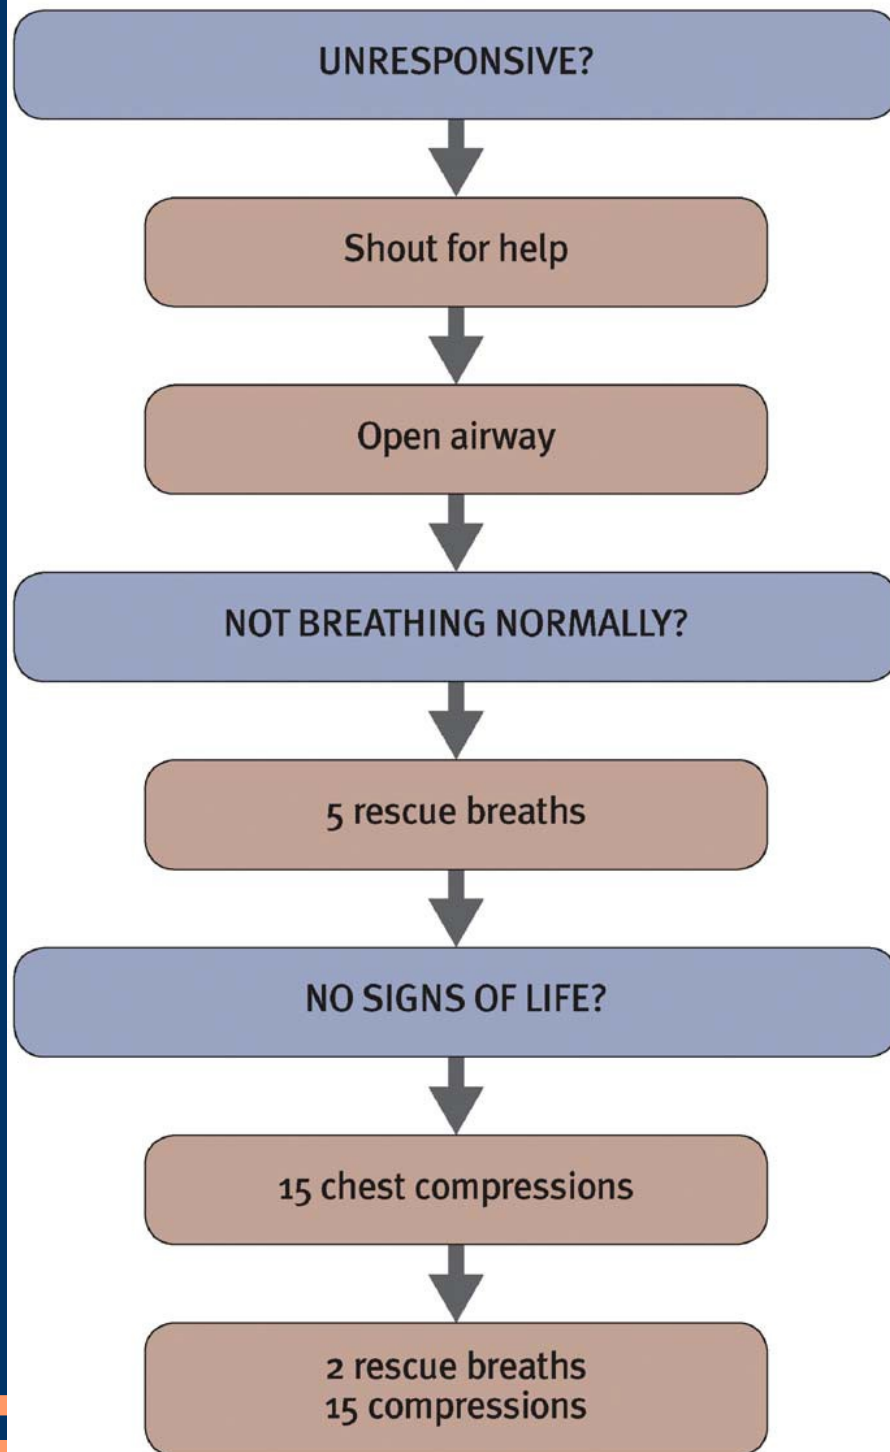 UNRESPONSIVE?
Shout for help
Open airway
NOT BREATHING NORMALLY?
5 rescue breaths
NO SIGNS OF LIFE?
15 chest compressions
2 rescue breaths
15 compressions